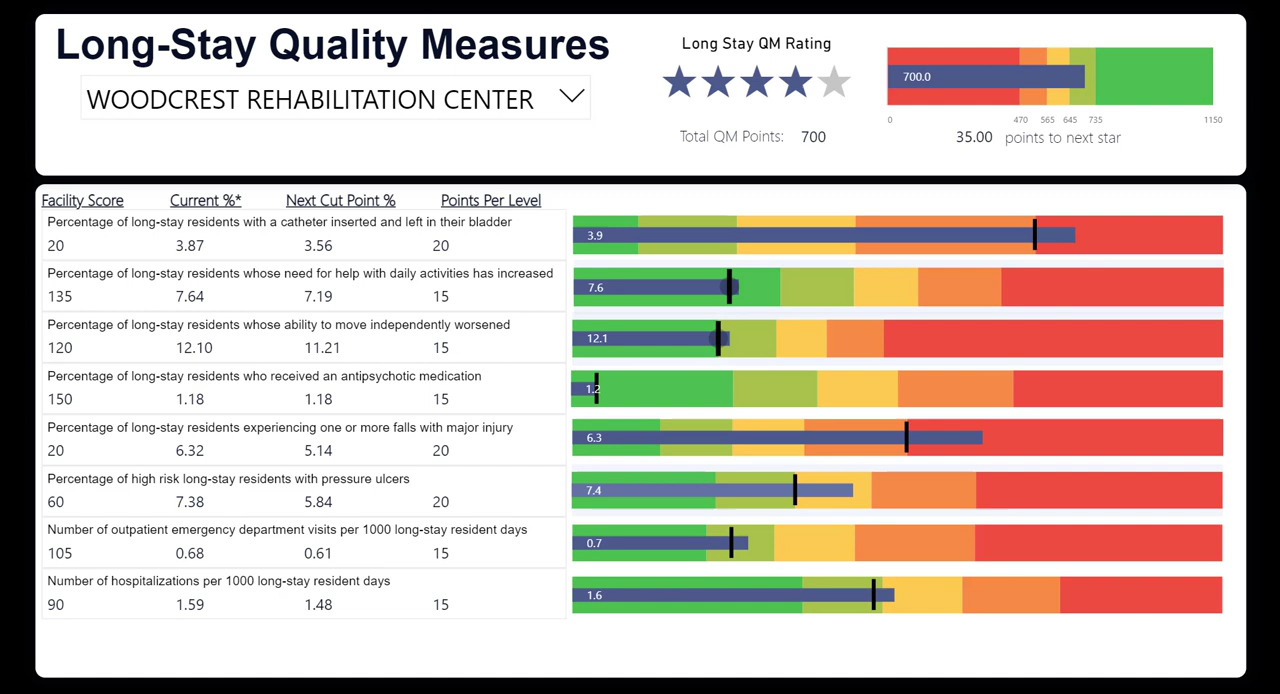 Long-Stay Quality Measures
WOODCREST REHABILITATION CENTER
Long Stay QM Rating
Total QM Points: 700
700.0
0 470 565 645 735 1150
35.00 points to next star
Facility Score Current %* Next Cut Point % Points Per Level
Percentage of long-stay residents with a catheter inserted and left in their bladder
20 3.87 3.56 20
3.9
Percentage of long-stay residents whose need for help with daily activities has increased
135 7.64 7.19 15
7.6
Percentage of long-stay residents whose ability to move independently worsened
120 12.10 11.21 15
12.1
Percentage of long-stay residents who received an antipsychotic medication
150 1.18 1.18 15
1.2
Percentage of long-stay residents experiencing one or more falls with major injury
20 6.32 5.14 20
6.3
Percentage of high risk long-stay residents with pressure ulcers
60 7.38 5.84 20
7.4
Number of outpatient emergency department visits per 1000 long-stay resident days
105 0.68 0.61 15
0.7
Number of hospitalizations per 1000 long-stay resident days
90 1.59 1.48 15
1.6